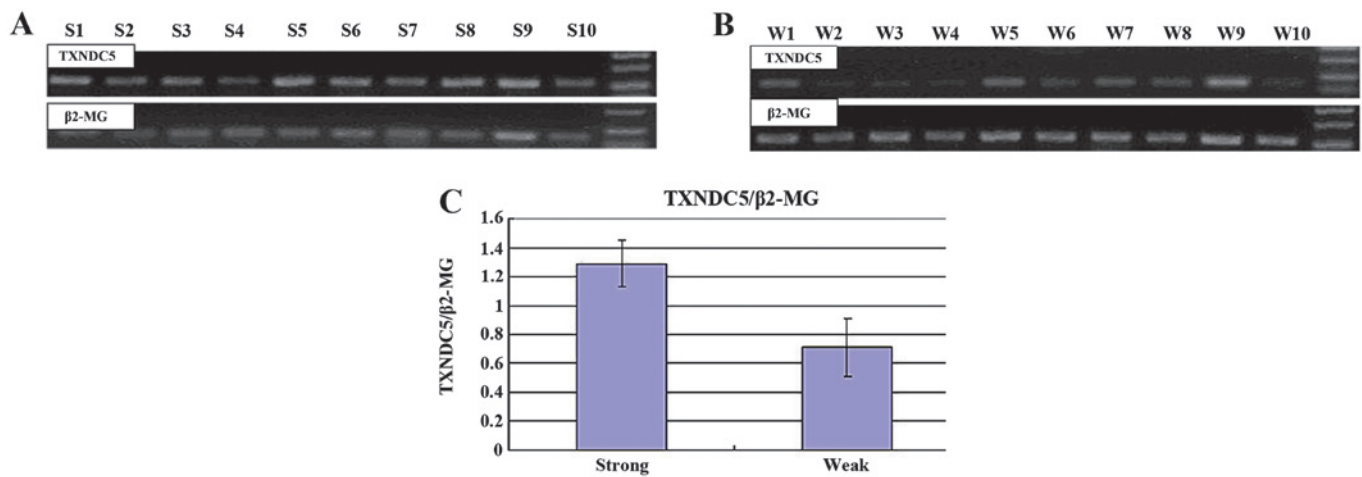 A
S1 S2 S3 S4 S5 S6 S7 S8 S9 S10
TXNDC5
β2-MG
B
W1 W2 W3 W4 W5 W6 W7 W8 W9 W10
TXNDC5
β2-MG
C
TXNDC5/β2-MG
TXNDC5/β2-MG
1.6
1.4
1.2
1
0.8
0.6
0.4
0.2
0
Strong Weak